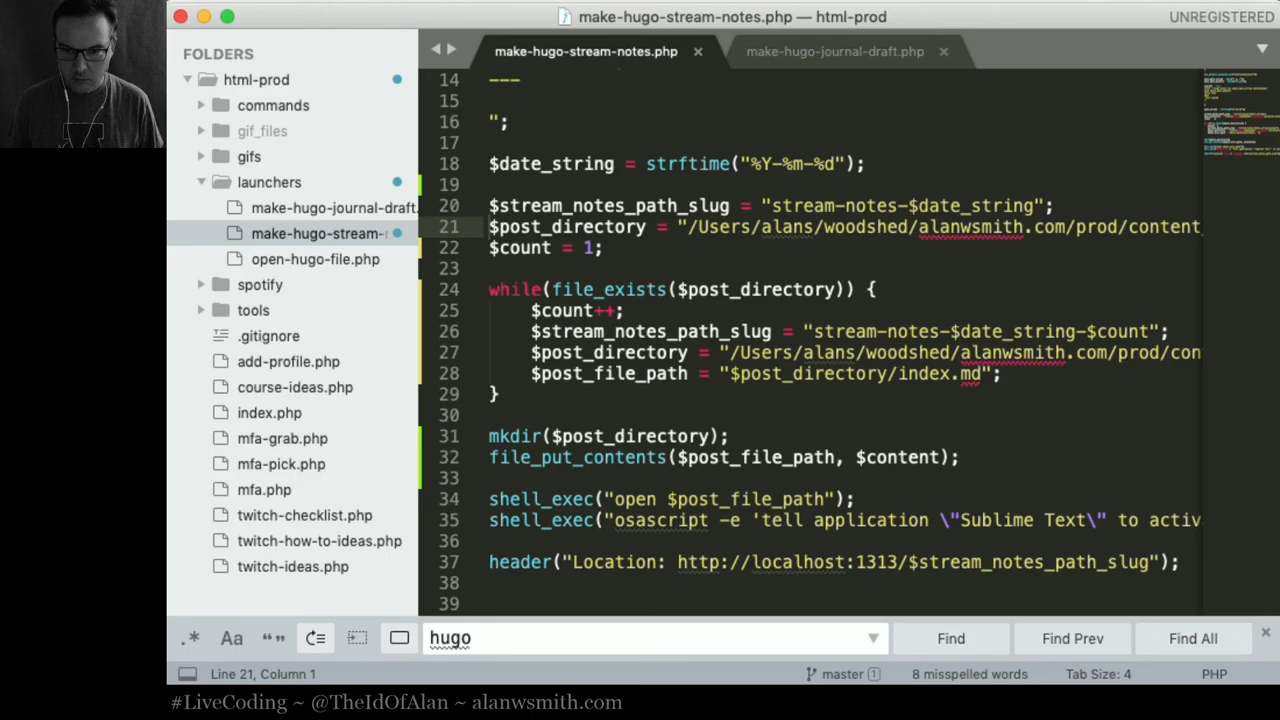 make-hugo-stream-notes.php — html-prod
UNREGISTERED
FOLDERS
html-prod
commands
gif_files
gifs
launchers
make-hugo-journal-draft.
make-hugo-stream-
open-hugo-file.php
spotify
tools
.gitignore
add-profile.php
course-ideas.php
index.php
mfa-grab.php
mfa-pick.php
mfa.php
twitch-checklist.php
twitch-how-to-ideas.php
twitch-ideas.php
make-hugo-stream-notes.php ×
make-hugo-journal-draft.php ×
14 ---
15
16 ";
17
18 $date_string = strftime("%Y-%m-%d");
19
20 $stream_notes_path_slug = "stream-notes-$date_string";
21 $post_directory = "/Users/alans/woodshed/alanwsmith.com/prod/content
22 $count = 1;
23
24 while(file_exists($post_directory)) {
25 $count++;
26 $stream_notes_path_slug = "stream-notes-$date_string-$count";
27 $post_directory = "/Users/alans/woodshed/alanwsmith.com/prod/con
28 $post_file_path = "$post_directory/index.md";
29 }
30
31 mkdir($post_directory);
32 file_put_contents($post_file_path, $content);
33
34 shell_exec("open $post_file_path");
35 shell_exec("osascript -e 'tell application \"Sublime Text\" to activ
36
37 header("Location: http://localhost:1313/$stream_notes_path_slug");
38
39
.* Aa “” hugo Find Find Prev Find All ×
Line 21, Column 1 master 1 8 misspelled words Tab Size: 4 PHP
#LiveCoding ~ @TheIdOfAlan ~ alanwsmith.com